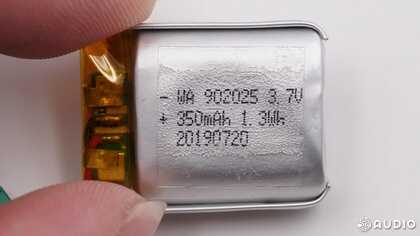 - WA 902025 3.7V
+ 350mAh 1.3Wh
20190720
AUDIO